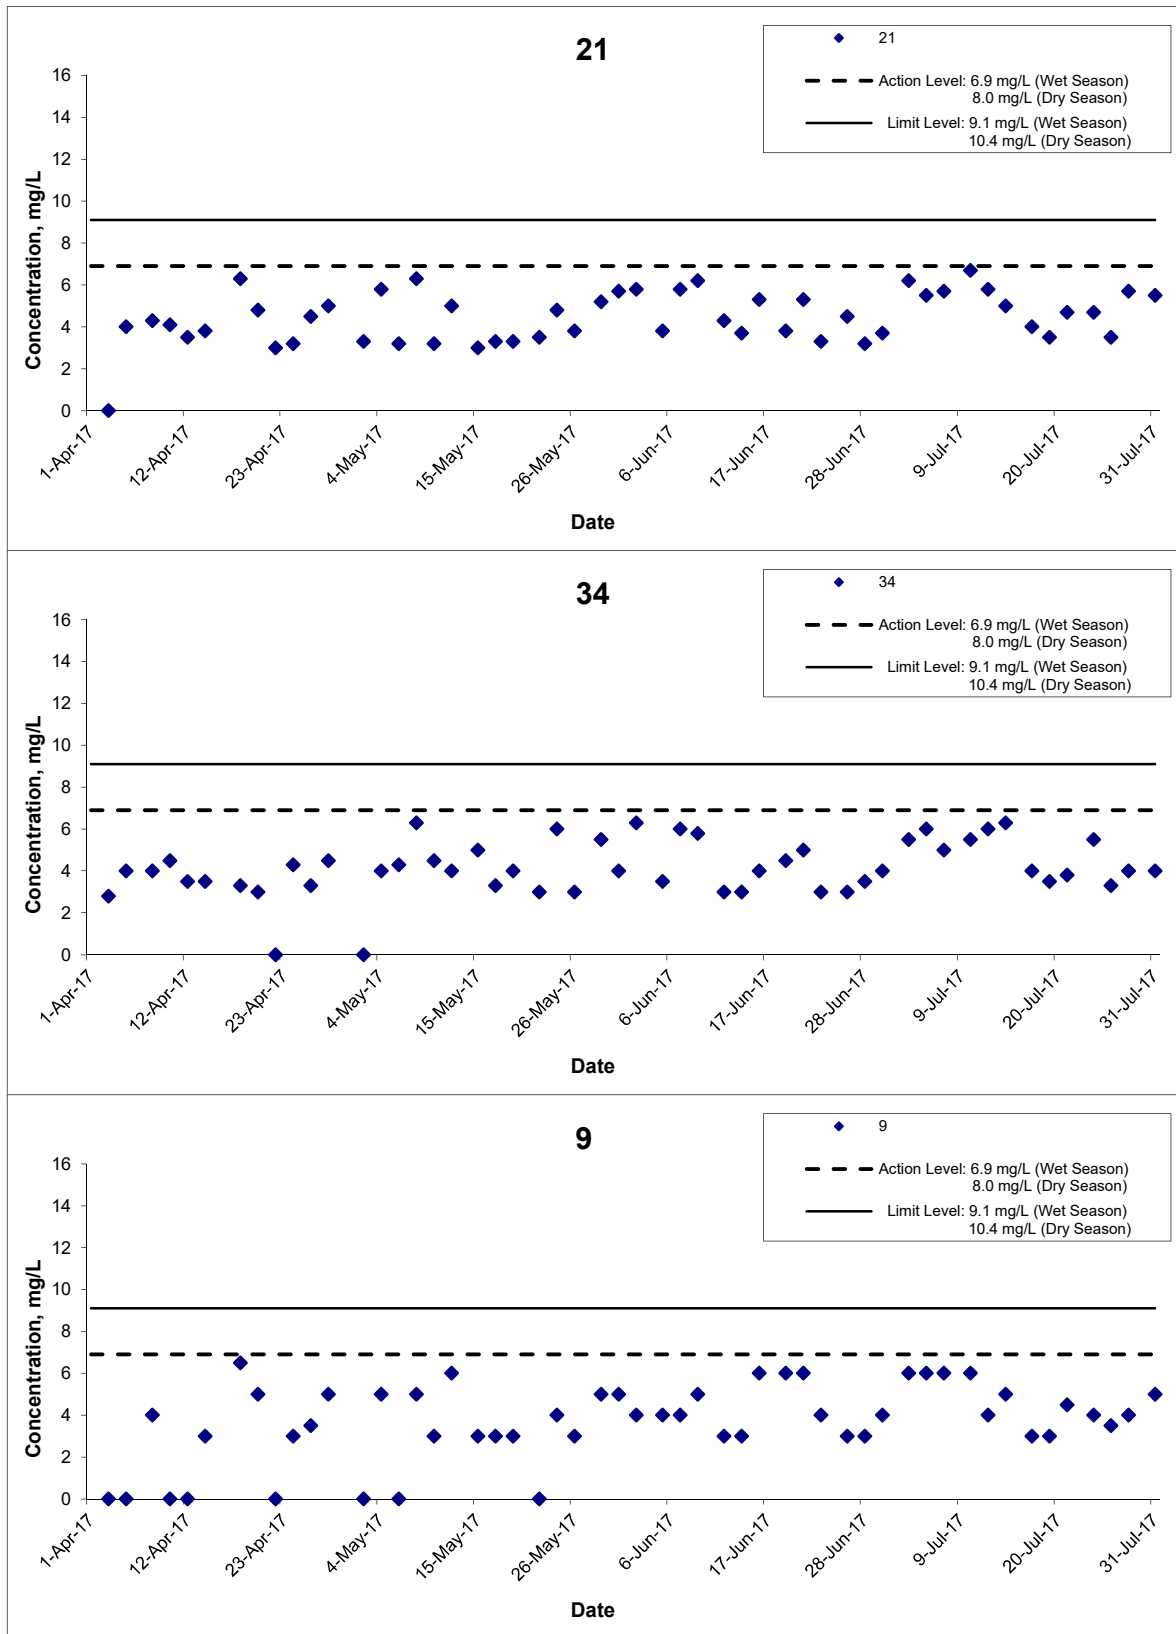 21
21
Action Level: 6.9 mg/L (Wet Season)
8.0 mg/L (Dry Season)
Limit Level: 9.1 mg/L (Wet Season)
10.4 mg/L (Dry Season)
Concentration, mg/L
16
14
12
10
8
6
4
2
0
1-Apr-17
12-Apr-17
23-Apr-17
4-May-17
15-May-17
26-May-17
6-Jun-17
17-Jun-17
28-Jun-17
9-Jul-17
20-Jul-17
31-Jul-17
Date
34
34
Action Level: 6.9 mg/L (Wet Season)
8.0 mg/L (Dry Season)
Limit Level: 9.1 mg/L (Wet Season)
10.4 mg/L (Dry Season)
Concentration, mg/L
16
14
12
10
8
6
4
2
0
1-Apr-17
12-Apr-17
23-Apr-17
4-May-17
15-May-17
26-May-17
6-Jun-17
17-Jun-17
28-Jun-17
9-Jul-17
20-Jul-17
31-Jul-17
Date
9
9
Action Level: 6.9 mg/L (Wet Season)
8.0 mg/L (Dry Season)
Limit Level: 9.1 mg/L (Wet Season)
10.4 mg/L (Dry Season)
Concentration, mg/L
16
14
12
10
8
6
4
2
0
1-Apr-17
12-Apr-17
23-Apr-17
4-May-17
15-May-17
26-May-17
6-Jun-17
17-Jun-17
28-Jun-17
9-Jul-17
20-Jul-17
31-Jul-17
Date